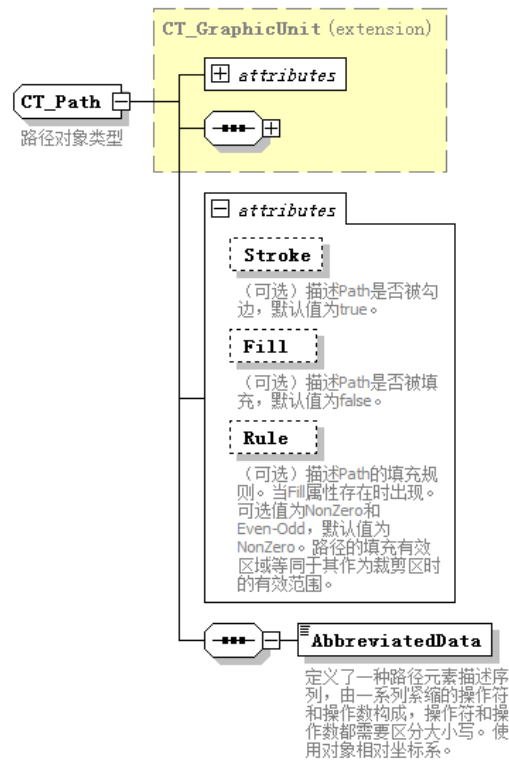 CT_GraphicUnit (extension)
attributes
CT_Path
路径对象类型
attributes
Stroke
（可选）描述Path是否被勾
边，默认值为true。
Fill
（可选）描述Path是否被填
充，默认值为false。
Rule
（可选）描述Path的填充规
则。当Fill属性存在时出现。
可选值为NonZero和
Even-Odd，默认值为
NonZero。路径的填充有效
区域等同于其作为裁剪区时
的有效范围。
AbbreviatedData
定义了一种路径元素描述序
列，由一系列紧缩的操作符
和操作数构成，操作符和操
作数都需要区分大小写。使
用对象相对坐标系。